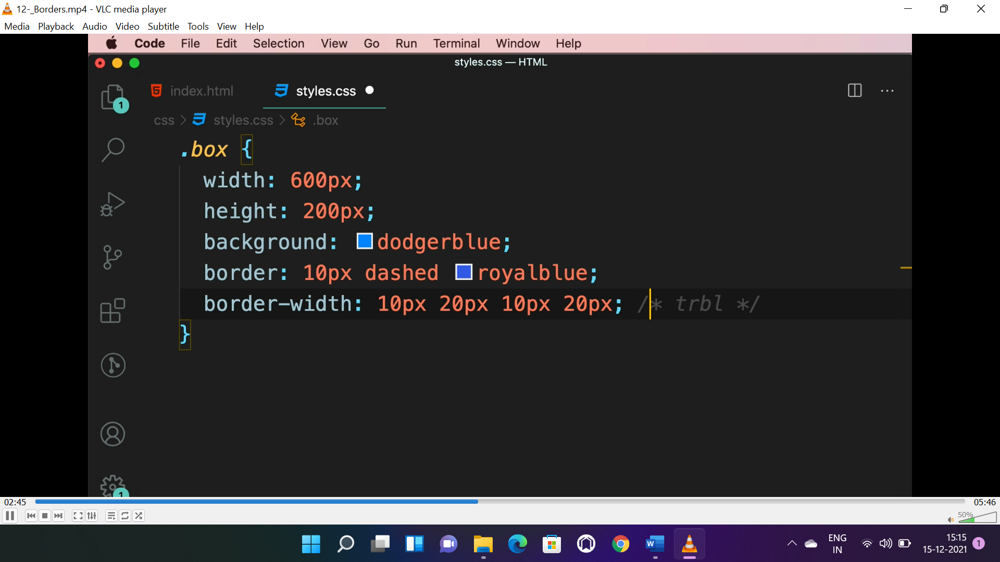 12-_Borders.mp4 - VLC media player
Media Playback Audio Video Subtitle Tools View Help
Code File Edit Selection View Go Run Terminal Window Help
styles.css — HTML
index.html styles.css
1
css > styles.css > .box
.box {
width: 600px;
height: 200px;
background: dodgerblue;
border: 10px dashed royalblue;
border-width: 10px 20px 10px 20px; /* trbl */
}
1
02:45 05:46
50%
ENG
IN
15:15
15-12-2021
1